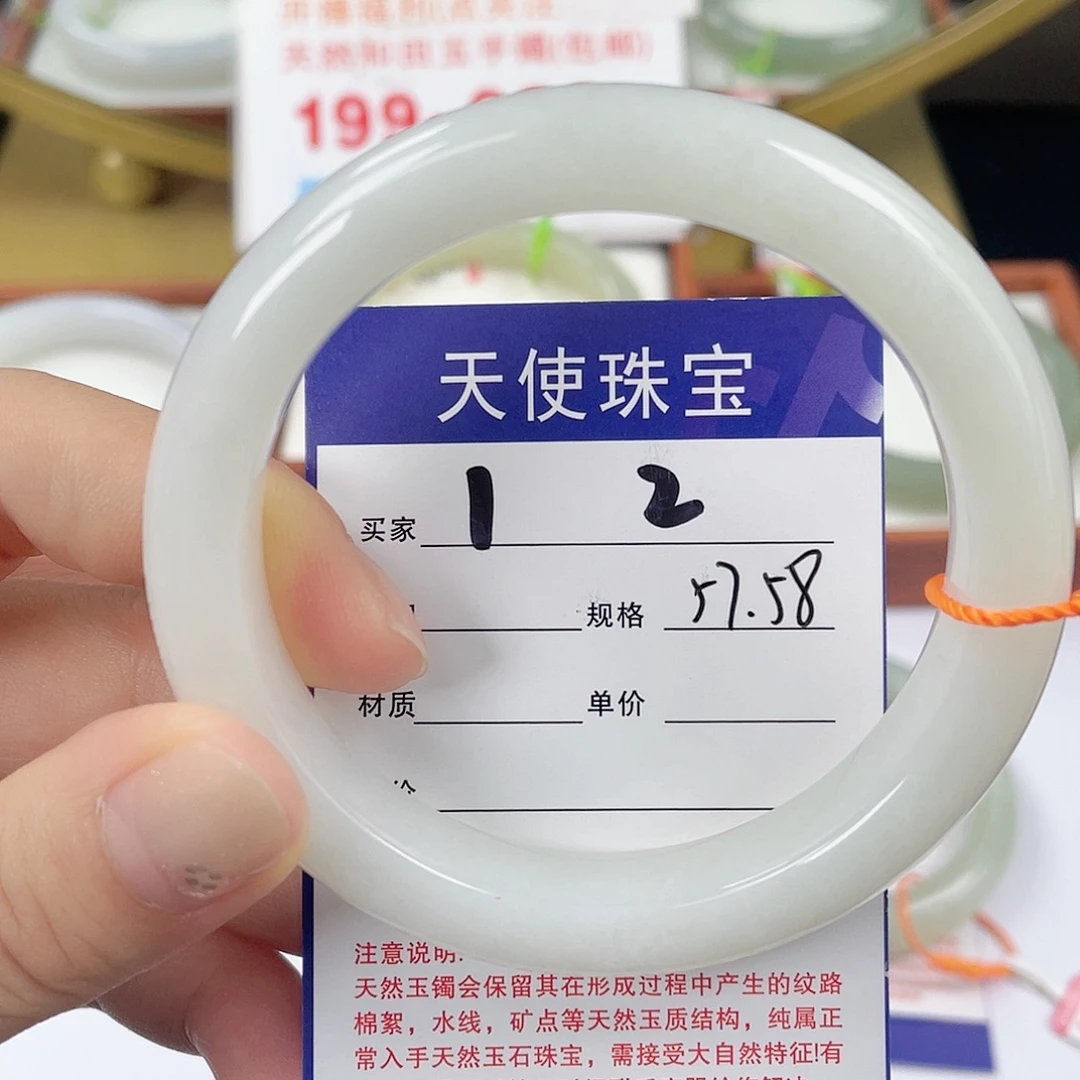 天然和田玉手镯(包邮)
199
天使珠宝
买家 1 2
规格 57.58
材质 单价
注意说明:
天然玉镯会保留其在形成过程中产生的纹路
棉絮，水线，矿点等天然玉质结构，纯属正
常入手天然玉石珠宝，需接受大自然特征!有